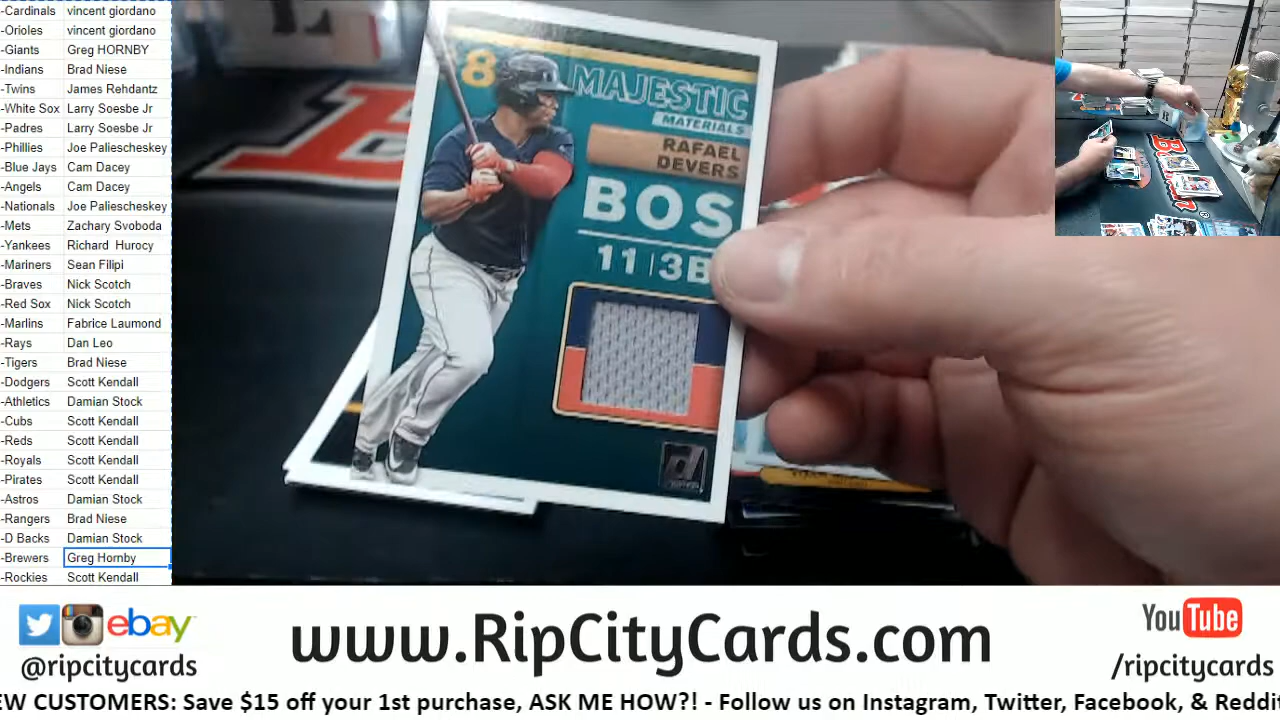 -Cardinals vincent giordano
-Orioles vincent giordano
-Giants Greg HORNBY
-Indians Brad Niese
-Twins James Rehdantz
-White Sox Larry Soesbe Jr
-Padres Larry Soesbe Jr
-Phillies Joe Paliescheskey
-Blue Jays Cam Dacey
-Angels Cam Dacey
-Nationals Joe Paliescheskey
-Mets Zachary Svoboda
-Yankees Richard Hurocy
-Mariners Sean Filipi
-Braves Nick Scotch
-Red Sox Nick Scotch
-Marlins Fabrice Laumond
-Rays Dan Leo
-Tigers Brad Niese
-Dodgers Scott Kendall
-Athletics Damian Stock
-Cubs Scott Kendall
-Reds Scott Kendall
-Royals Scott Kendall
-Pirates Scott Kendall
-Astros Damian Stock
-Rangers Brad Niese
-D Backs Damian Stock
-Brewers Greg Hornby
-Rockies Scott Kendall
8
MAJESTIC
MATERIALS
RAFAEL
DEVERS
BOS
11|3B
ebay
@ripcitycards
www.RipCityCards.com
YouTube
/ripcitycards
EW CUSTOMERS: Save $15 off your 1st purchase, ASK ME HOW?! - Follow us on Instagram, Twitter, Facebook, & Reddi